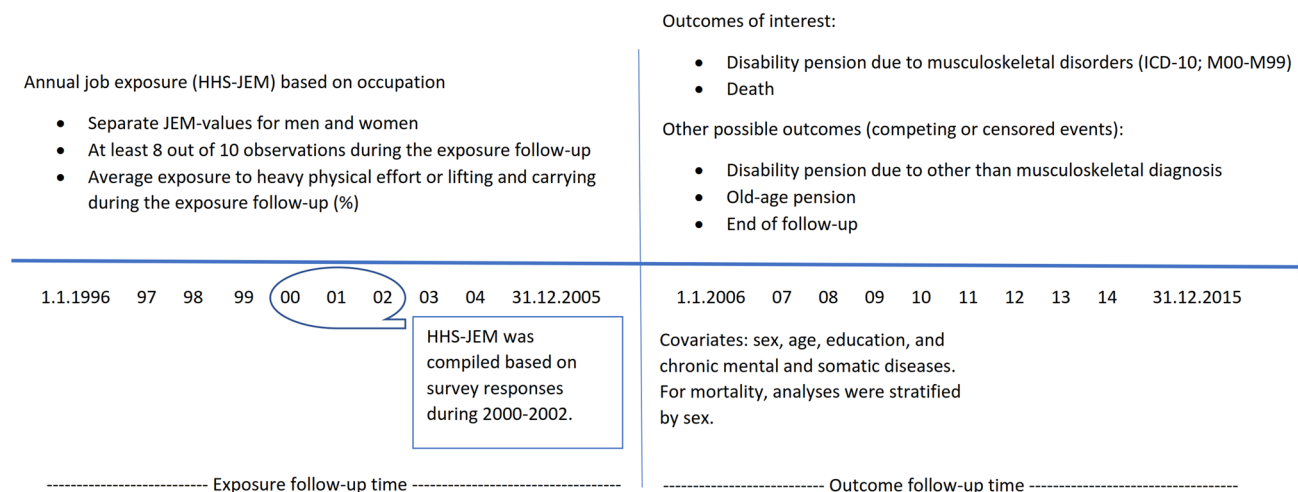 Annual job exposure (HHS-JEM) based on occupation
• Separate JEM-values for men and women
• At least 8 out of 10 observations during the exposure follow-up
• Average exposure to heavy physical effort or lifting and carrying
during the exposure follow-up (%)
Outcomes of interest:
• Disability pension due to musculoskeletal disorders (ICD-10; M00-M99)
• Death
Other possible outcomes (competing or censored events):
• Disability pension due to other than musculoskeletal diagnosis
• Old-age pension
• End of follow-up
1.1.1996 97 98 99 00 01 02 03 04 31.12.2005
1.1.2006 07 08 09 10 11 12 13 14 31.12.2015
HHS-JEM was
compiled based on
survey responses
during 2000-2002.
Covariates: sex, age, education, and
chronic mental and somatic diseases.
For mortality, analyses were stratified
by sex.
------------------------- Exposure follow-up time --------------------------------
------------------------- Outcome follow-up time --------------------------------